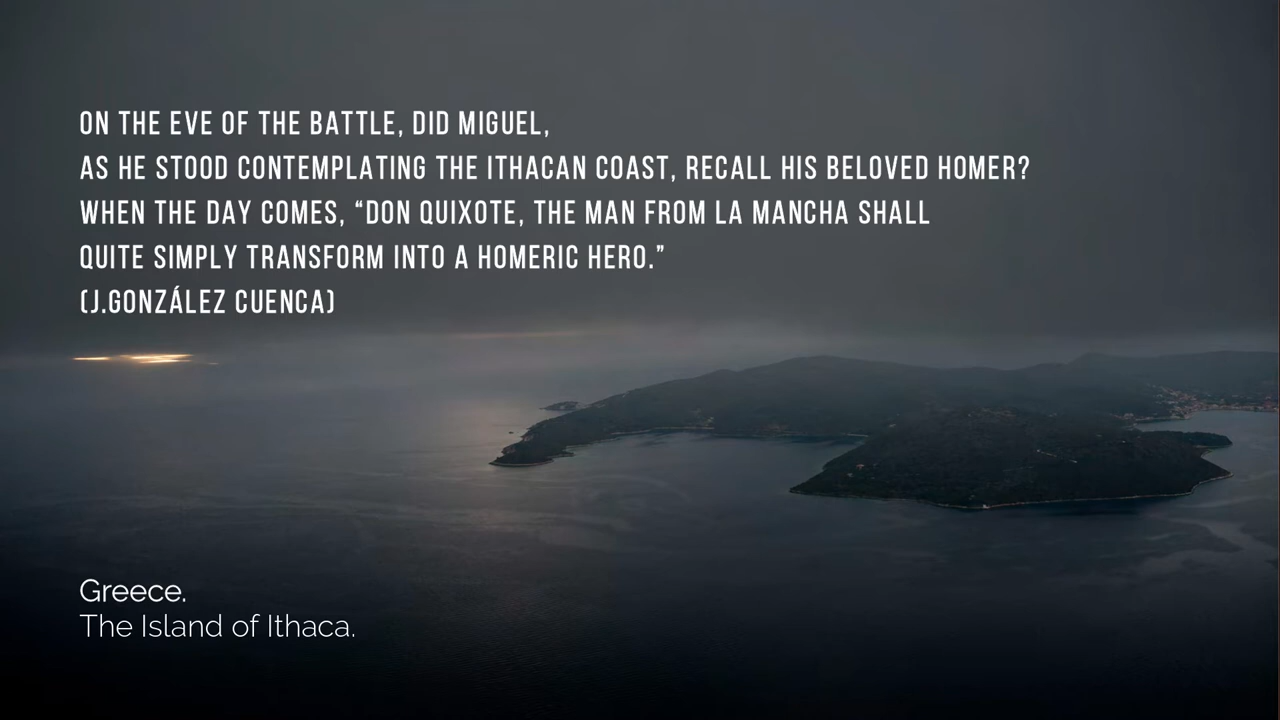 ON THE EVE OF THE BATTLE, DID MIGUEL,
AS HE STOOD CONTEMPLATING THE ITHACAN COAST, RECALL HIS BELOVED HOMER?
WHEN THE DAY COMES, “DON QUIXOTE, THE MAN FROM LA MANCHA SHALL
QUITE SIMPLY TRANSFORM INTO A HOMERIC HERO.”
(J.GONZÁLEZ CUENCA)
Greece.
The Island of Ithaca.